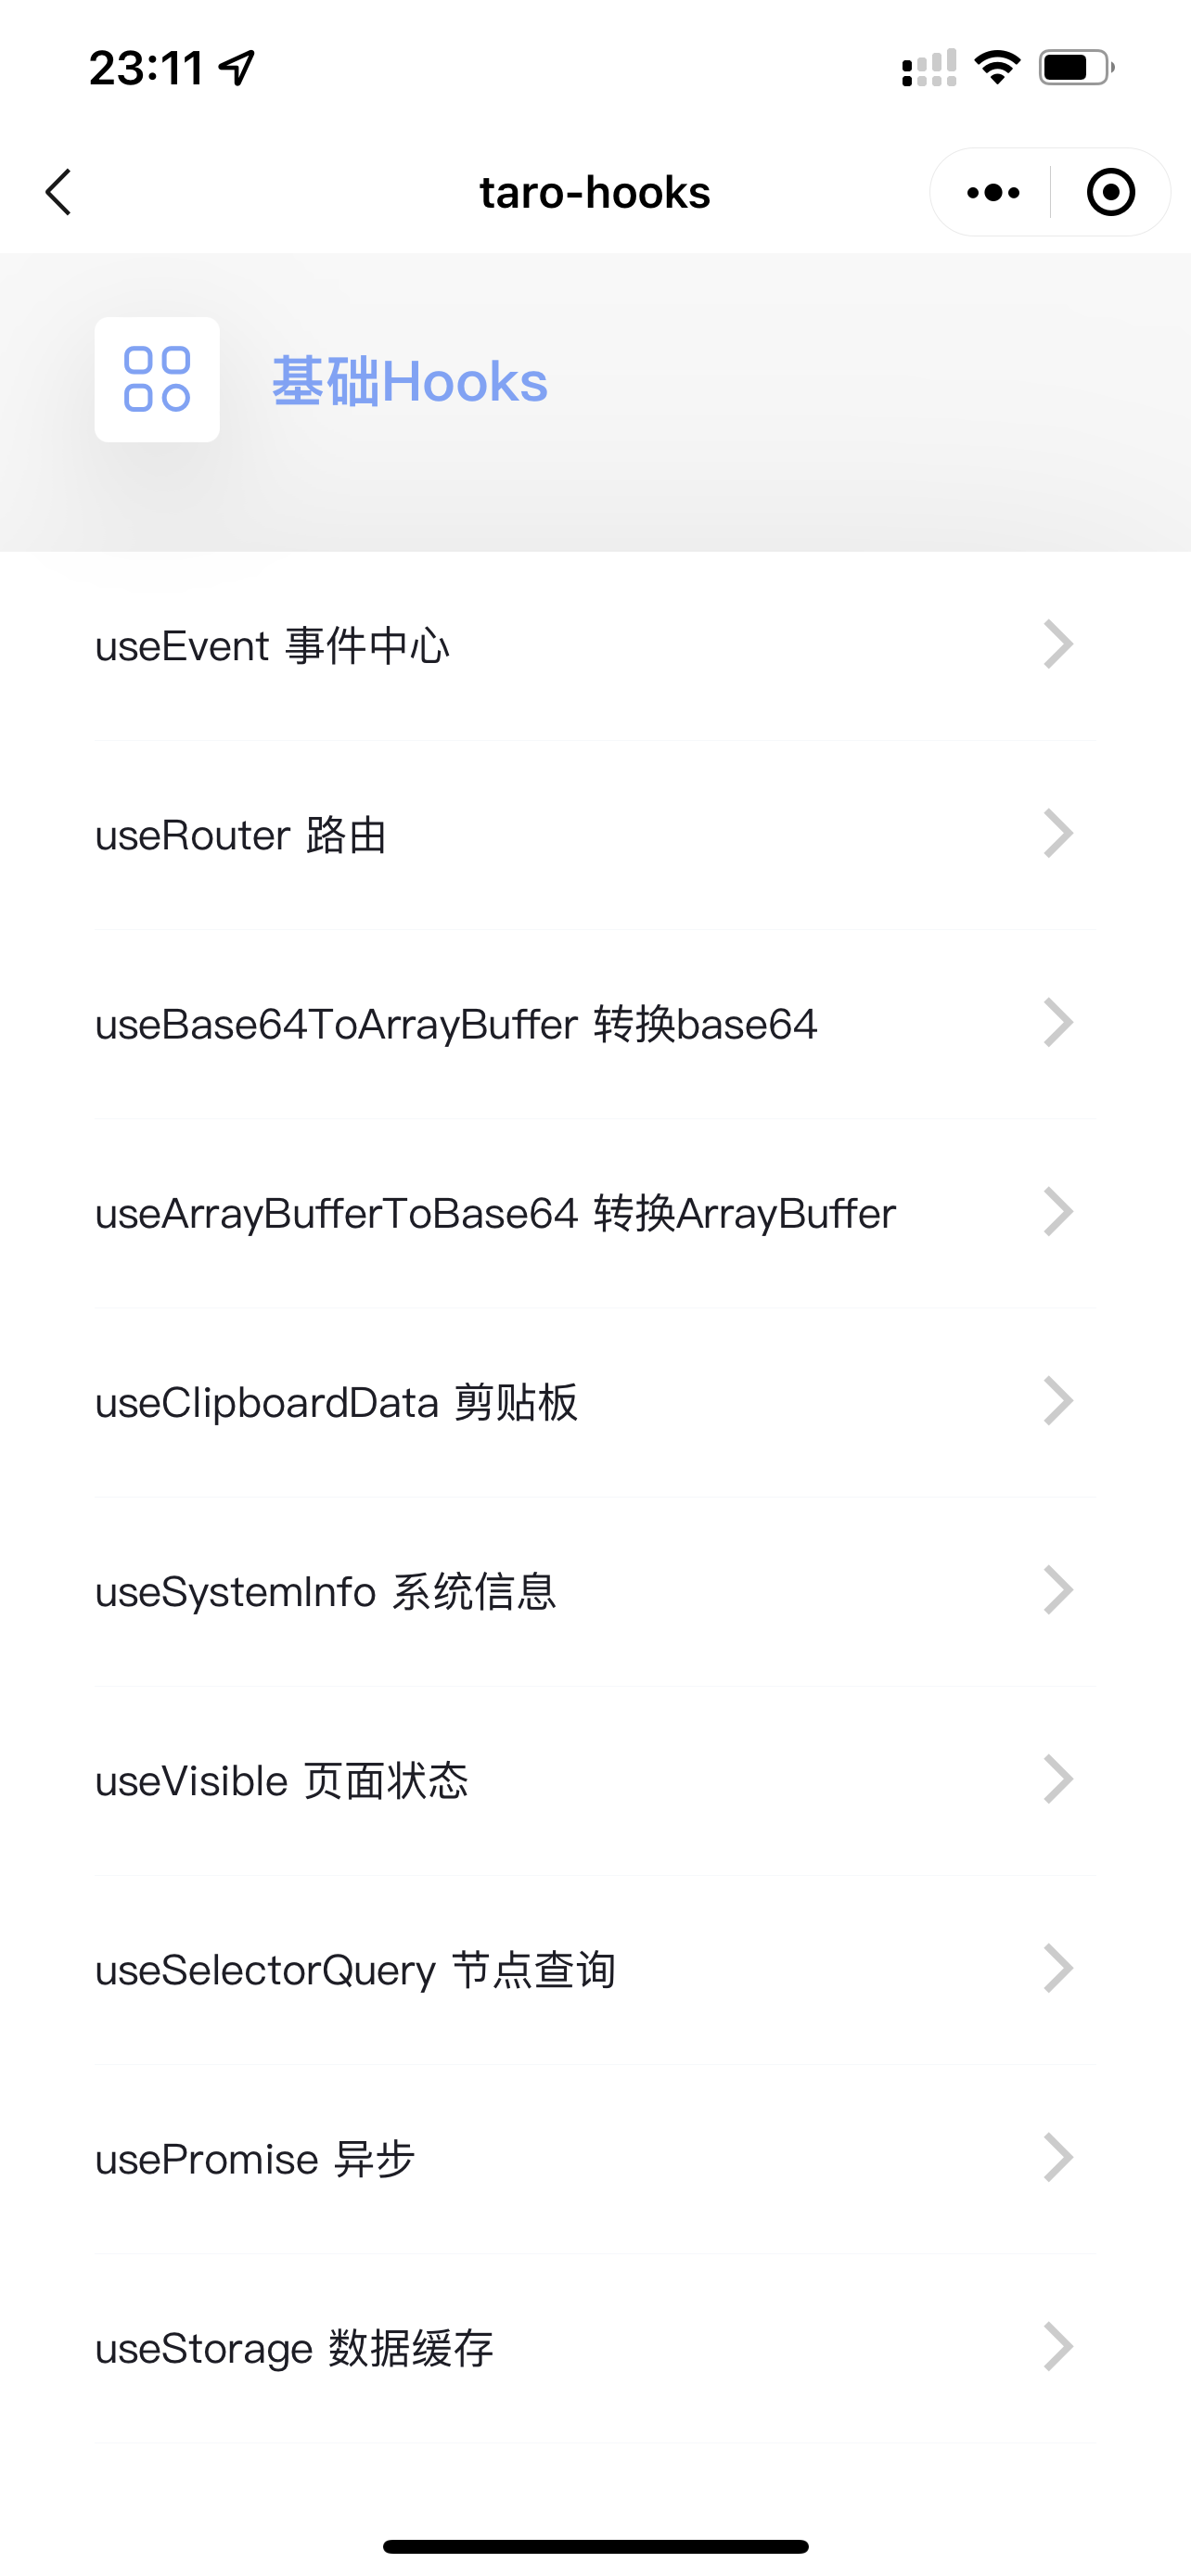 23:11
taro-hooks
基础Hooks
useEvent 事件中心
useRouter 路由
useBase64ToArrayBuffer 转换base64
useArrayBufferToBase64 转换ArrayBuffer
useClipboardData 剪贴板
useSystemInfo 系统信息
useVisible 页面状态
useSelectorQuery 节点查询
usePromise 异步
useStorage 数据缓存